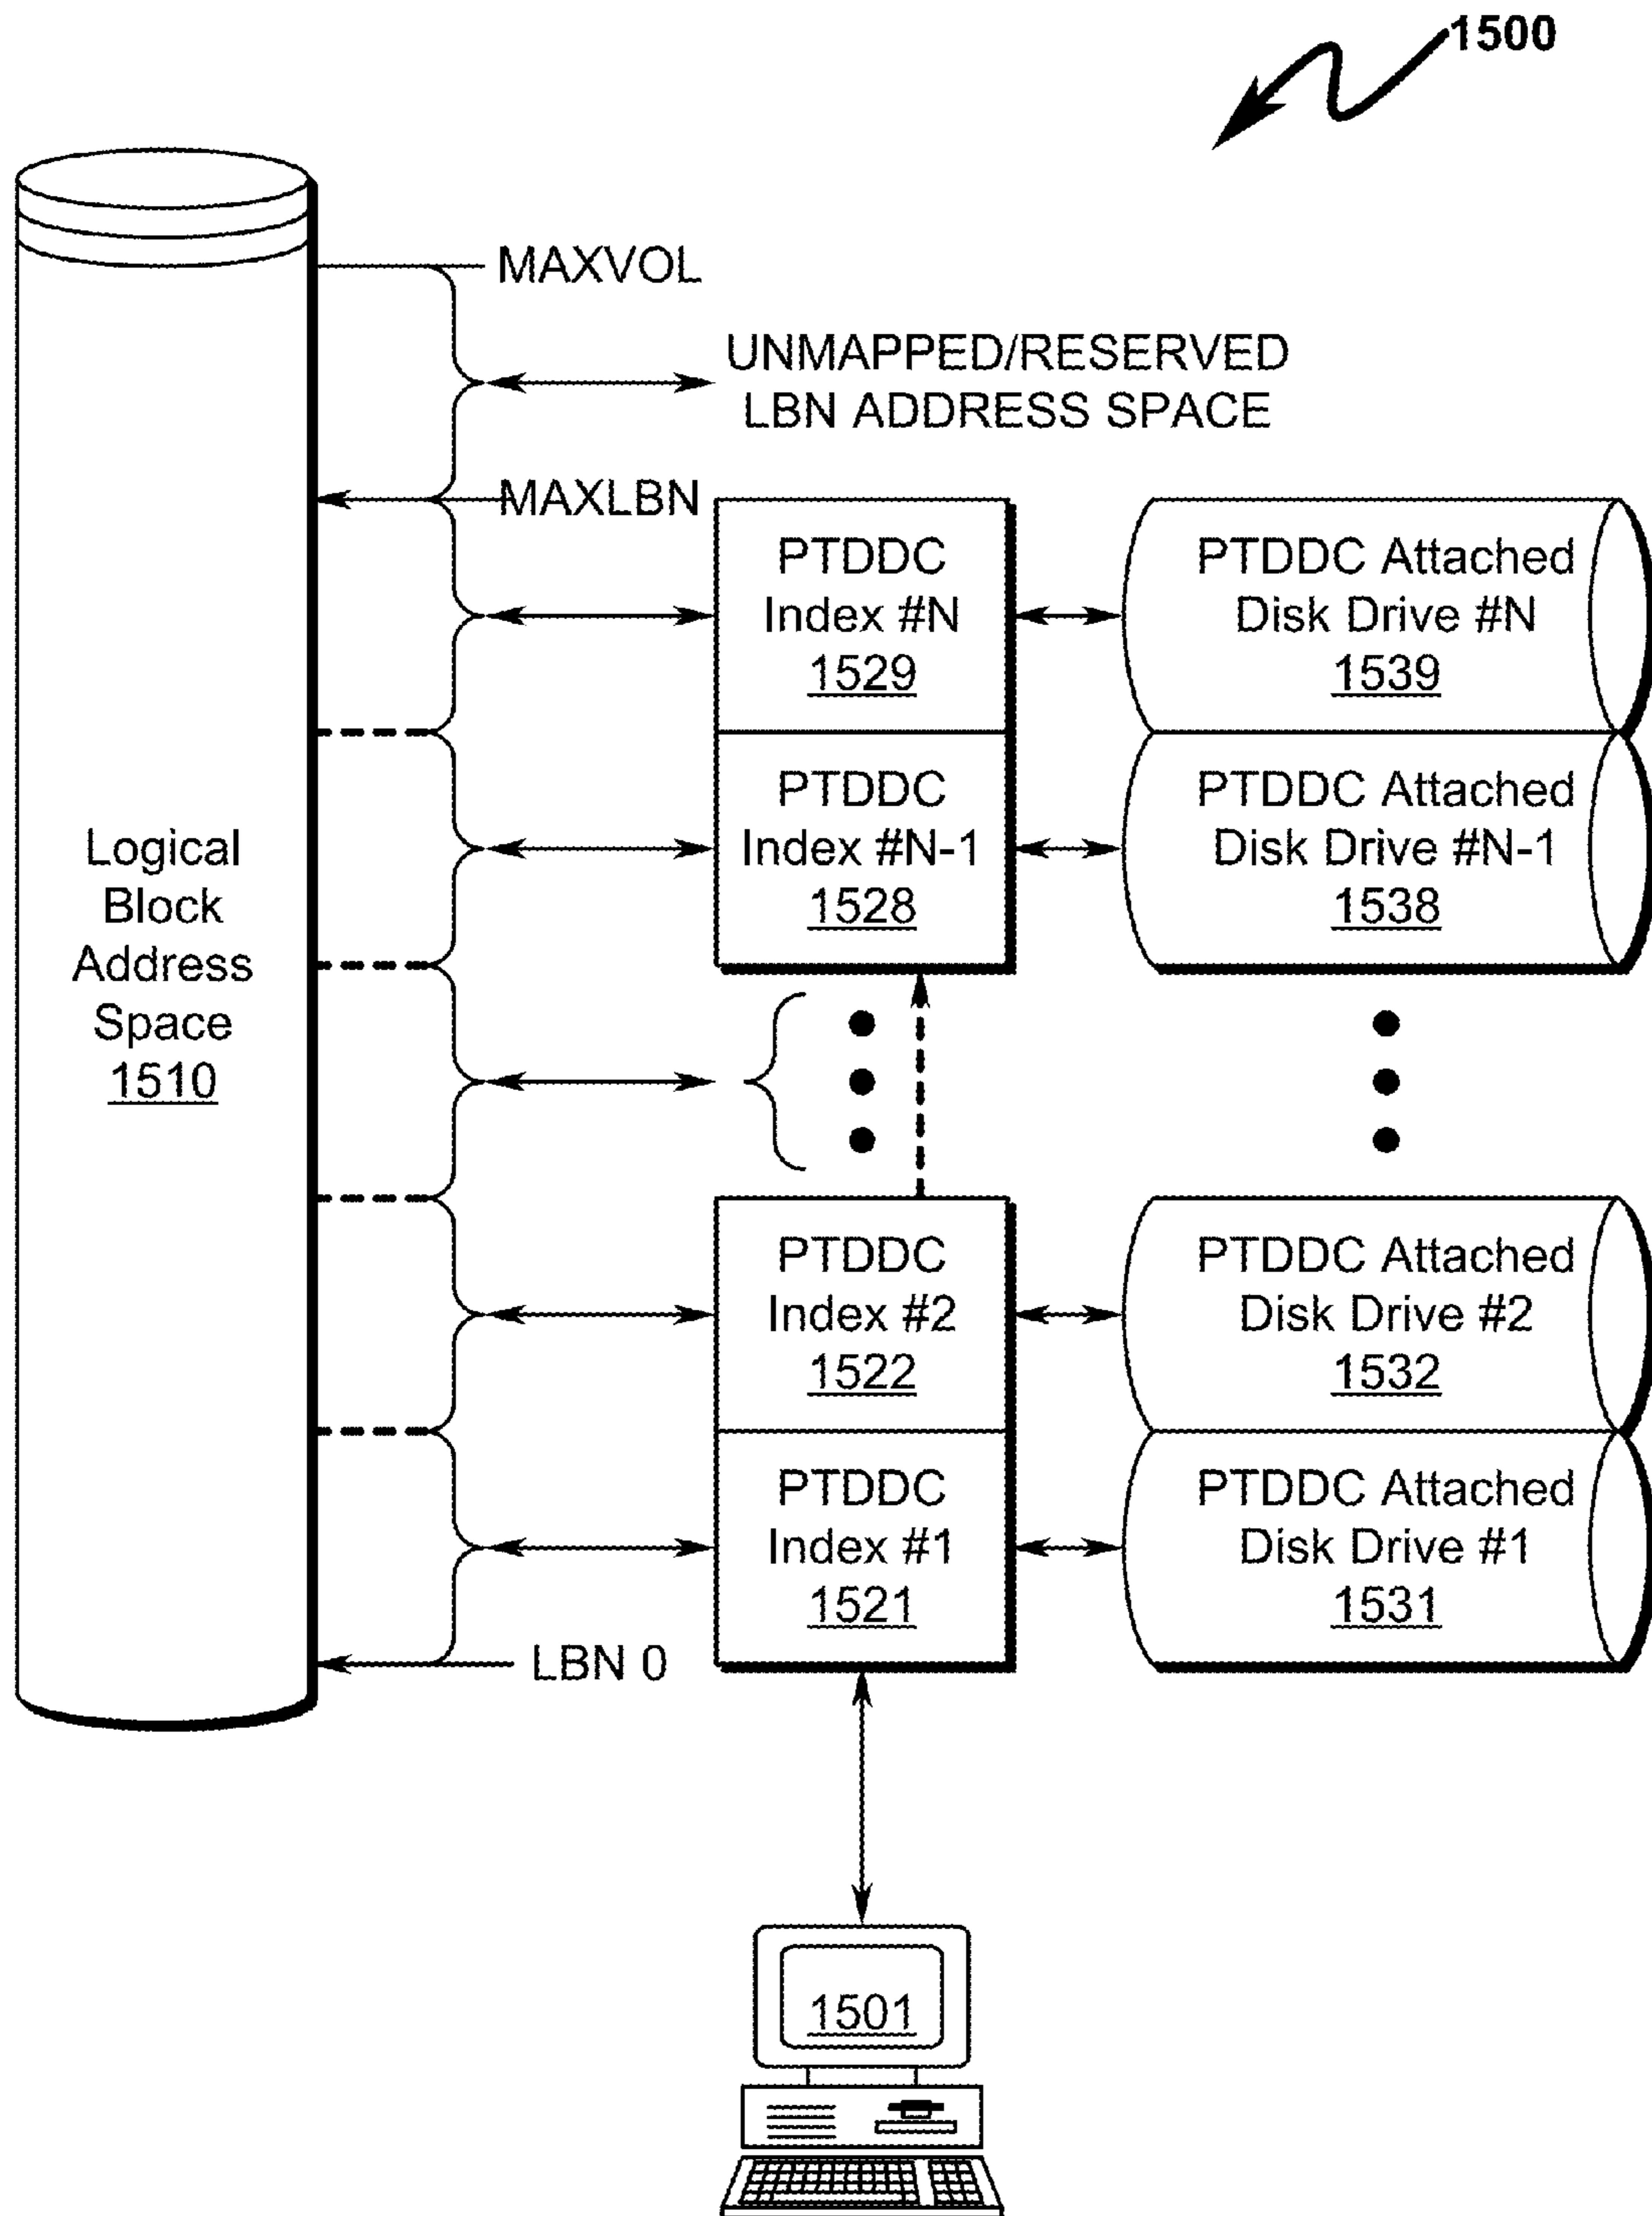 1500
MAXVOL
UNMAPPED/RESERVED
LBN ADDRESS SPACE
MAXLBN
PTDDC
Index #N
1529
PTDDC Attached
Disk Drive #N
1539
PTDDC
Index #N-1
1528
PTDDC Attached
Disk Drive #N-1
1538
Logical
Block
Address
Space
1510
PTDDC
Index #2
1522
PTDDC Attached
Disk Drive #2
1532
PTDDC
Index #1
1521
PTDDC Attached
Disk Drive #1
1531
LBN 0
1501